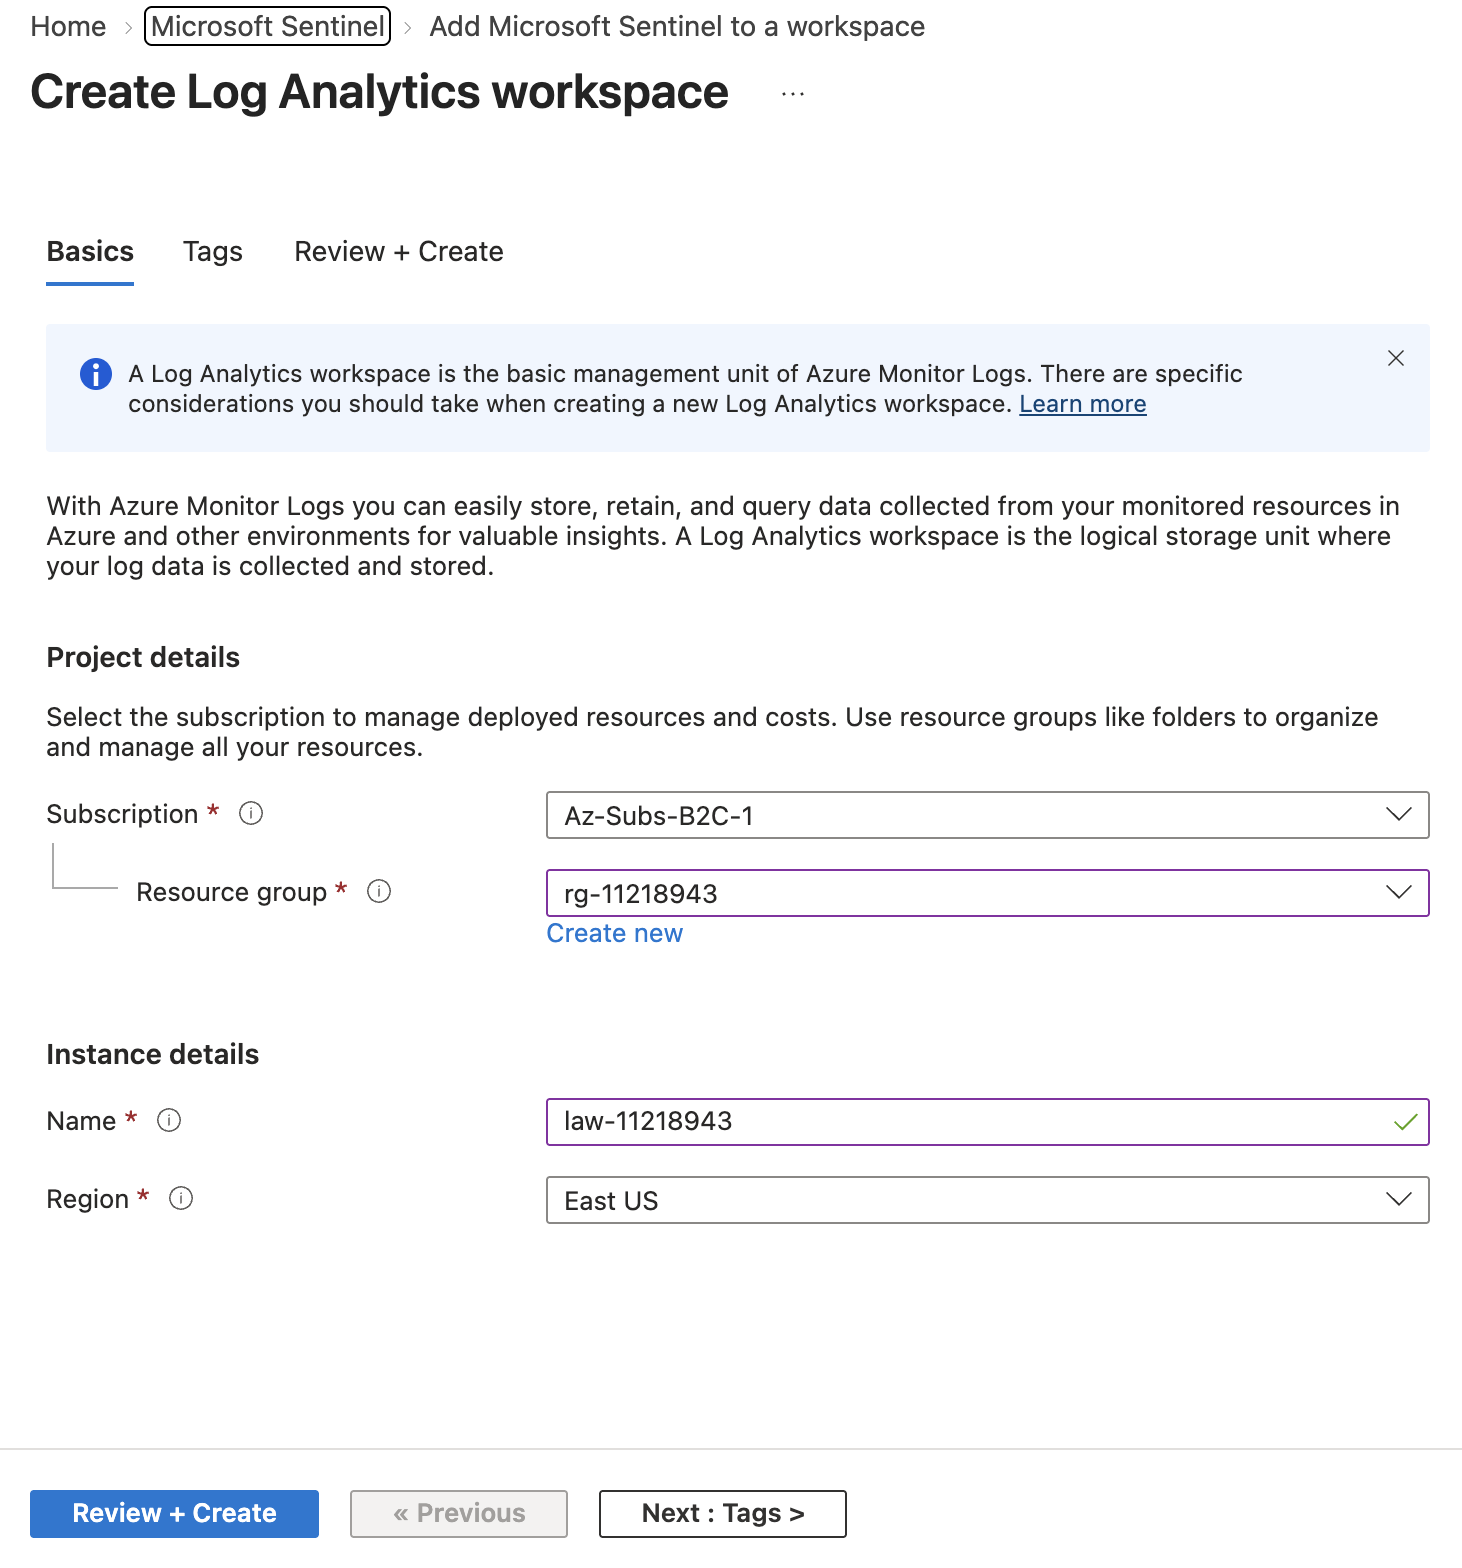 Home > Microsoft Sentinel > Add Microsoft Sentinel to a workspace
Create Log Analytics workspace ...
Basics Tags Review + Create
A Log Analytics workspace is the basic management unit of Azure Monitor Logs. There are specific
considerations you should take when creating a new Log Analytics workspace. Learn more
With Azure Monitor Logs you can easily store, retain, and query data collected from your monitored resources in
Azure and other environments for valuable insights. A Log Analytics workspace is the logical storage unit where
your log data is collected and stored.
Project details
Select the subscription to manage deployed resources and costs. Use resource groups like folders to organize
and manage all your resources.
Subscription * Az-Subs-B2C-1
Resource group * rg-11218943
Create new
Instance details
Name * law-11218943
Region * East US
Review + Create « Previous Next : Tags >